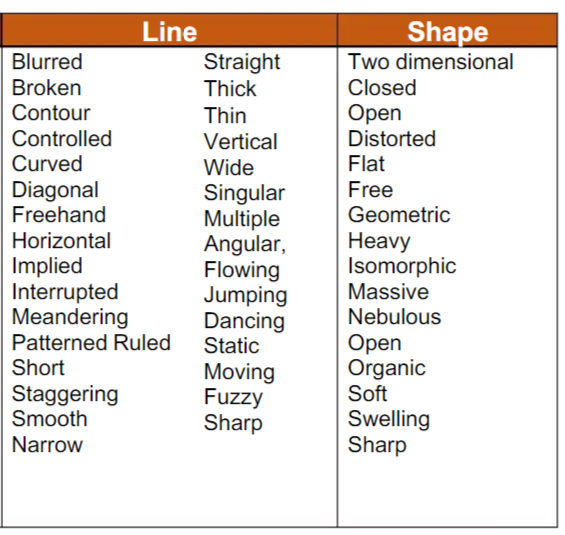 Line
Blurred
Broken
Contour
Controlled
Curved
Diagonal
Freehand
Horizontal
Implied
Interrupted
Meandering
Patterned Ruled
Short
Staggering
Smooth
Narrow
Straight
Thick
Thin
Vertical
Wide
Singular
Multiple
Angular,
Flowing
Jumping
Dancing
Static
Moving
Fuzzy
Sharp
Shape
Two dimensional
Closed
Open
Distorted
Flat
Free
Geometric
Heavy
Isomorphic
Massive
Nebulous
Open
Organic
Soft
Swelling
Sharp